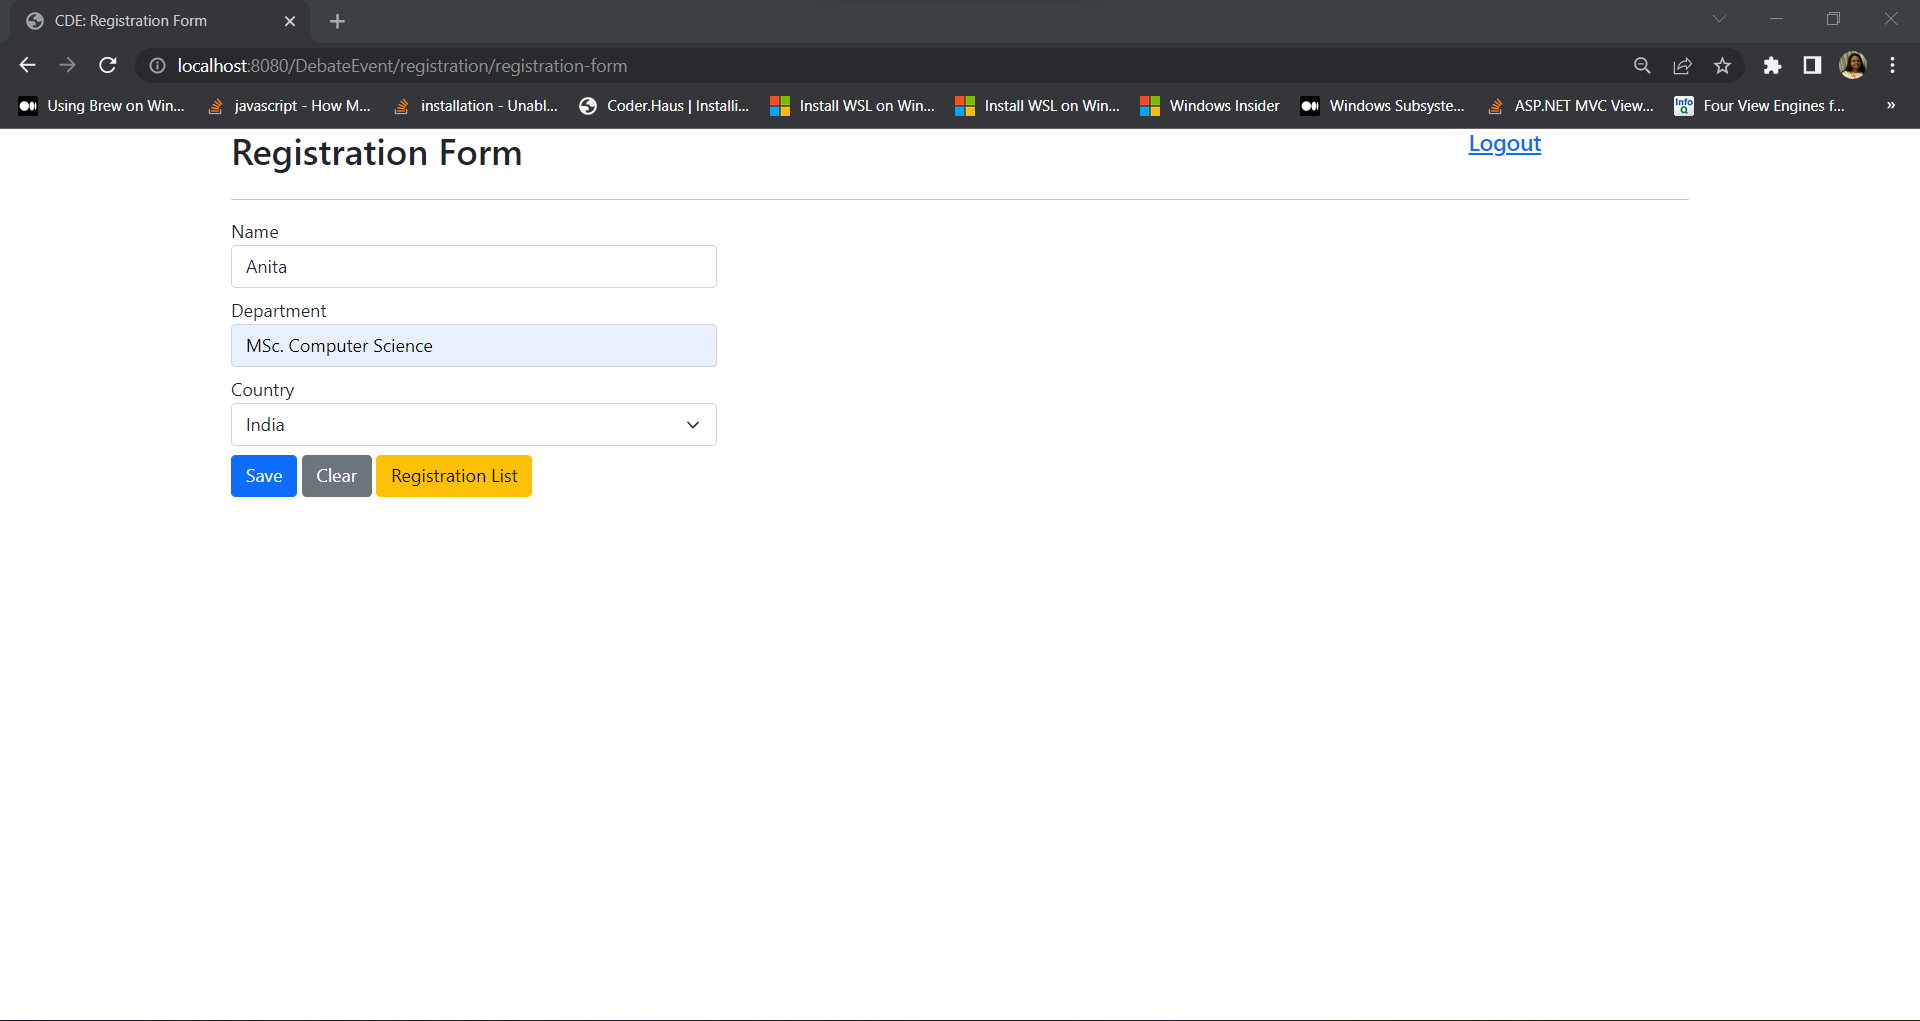 CDE: Registration Form
localhost:8080/DebateEvent/registration/registration-form
Using Brew on Win... javascript - How M... installation - Unabl... Coder.Haus | Installi... Install WSL on Win... Install WSL on Win... Windows Insider Windows Subsyste... ASP.NET MVC View... Info Q Four View Engines f... »
Registration Form Logout
Name
Anita
Department
MSc. Computer Science
Country
India
Save Clear Registration List